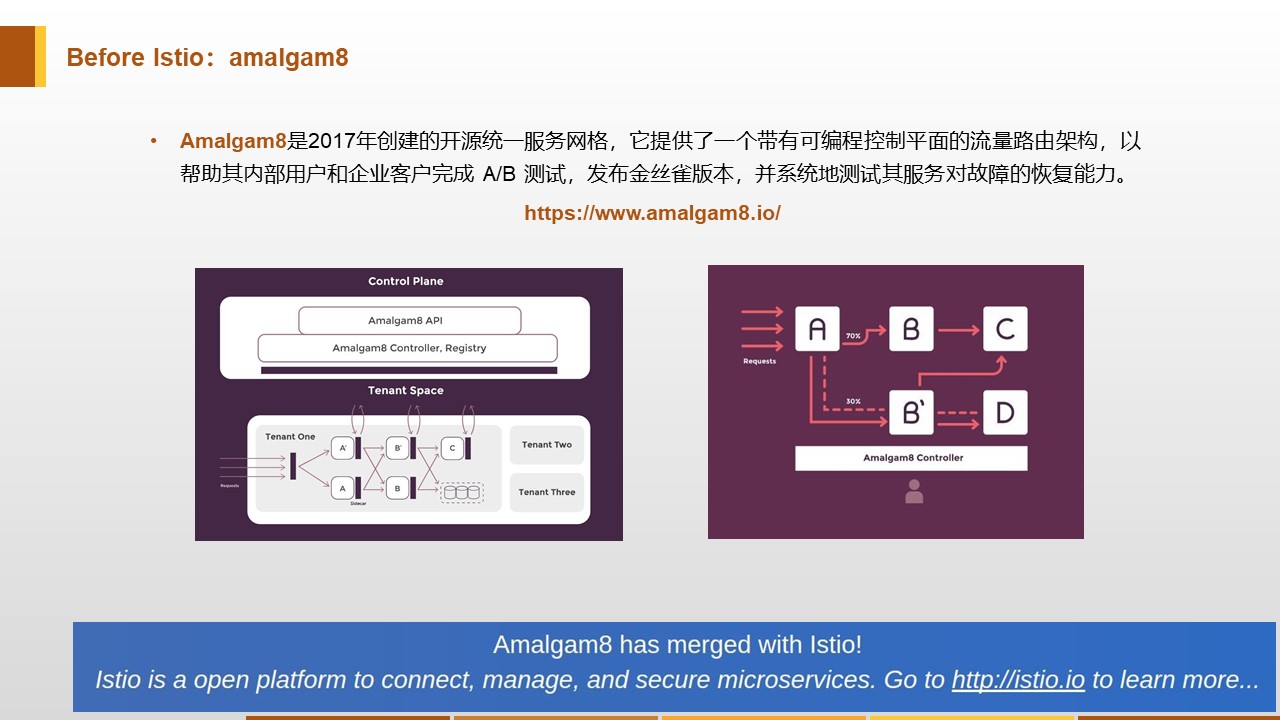 Before Istio：amalgam8
• Amalgam8是2017年创建的开源统一服务网格，它提供了一个带有可编程控制平面的流量路由架构，以
帮助其内部用户和企业客户完成 A/B 测试，发布金丝雀版本，并系统地测试其服务对故障的恢复能力。
https://www.amalgam8.io/
Control Plane
Amalgam8 API
Amalgam8 Controller, Registry
Tenant Space
Tenant One
Requests
A'
B'
C
A
B
Sidecar
Tenant Two
Tenant Three
Requests
A
70%
B
C
30%
B'
D
Amalgam8 Controller
Amalgam8 has merged with Istio!
Istio is a open platform to connect, manage, and secure microservices. Go to http://istio.io to learn more...